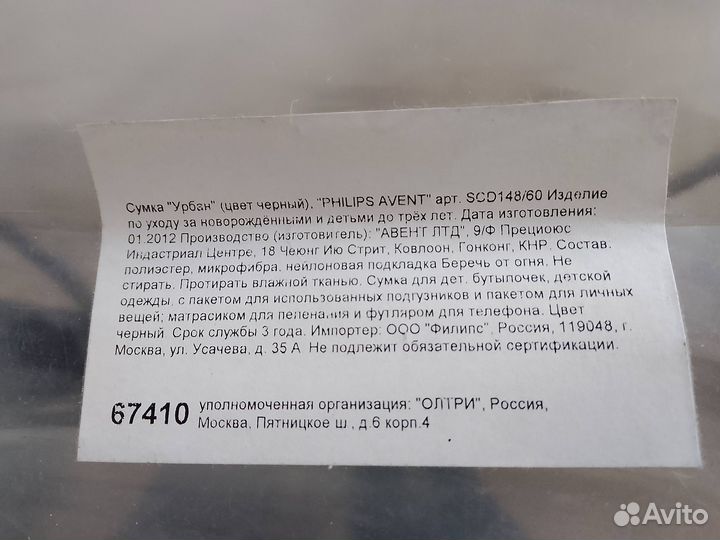 Сумка "Урбан" (цвет черный), "PHILIPS AVENT" арт. SCD148/60 Изделие
по уходу за новорождёнными и детьми до трёх лет. Дата изготовления:
01.2012 Производство (изготовитель): "АВЕНТ ЛТД", 9/Ф Прециоюс
Индастриал Центре, 18 Чеюнг Ию Стрит, Ковлоон, Гонконг, КНР. Состав.
полиэстер, микрофибра, нейлоновая подкладка Беречь от огня. Не
стирать. Протирать влажной тканью. Сумка для дет. бутылочек, детской
одежды, с пакетом для использованных подгузников и пакетом для личных
вещей; матрасиком для пеленания и футляром для телефона. Цвет
черный. Срок службы 3 года. Импортер: ООО "Филипс", Россия, 119048, г.
Москва, ул. Усачева, д. 35 А. Не подлежит обязательной сертификации.
67410 уполномоченная организация: "ОЛТРИ", Россия,
Москва, Пятницкое ш., д.6 корп.4
Avito